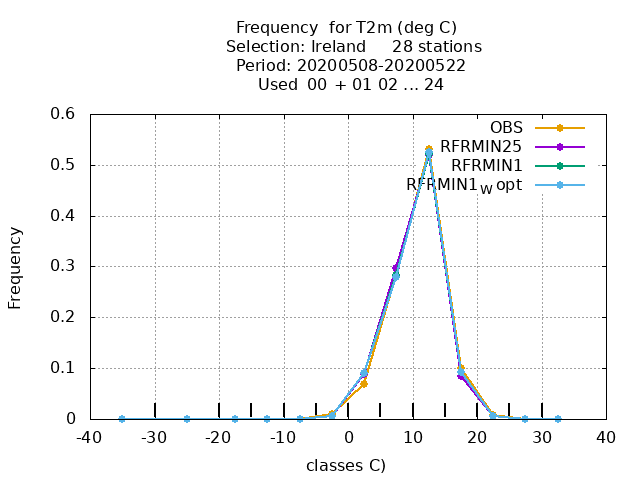 Frequency  for T2m (deg C)
Selection: Ireland     28 stations
Period: 20200508-20200522
Used  00  + 01 02 ... 24
0.6
0.5
0.4
0.3
0.2
0.1
0
Frequency
OBS
RFRMIN25
RFRMIN1
RFRMIN1w opt
-40 -30 -20 -10 0 10 20 30 40
classes C)